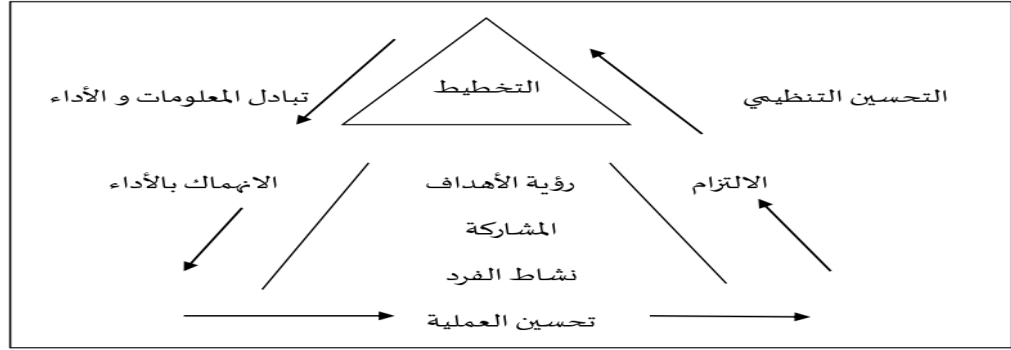 التخطيط
التحسين التنظيمي
تبادل المعلومات و الأداء
الالتزام
رؤية الأهداف
الانهماك بالأداء
المشاركة
نشاط الفرد
تحسين العملية